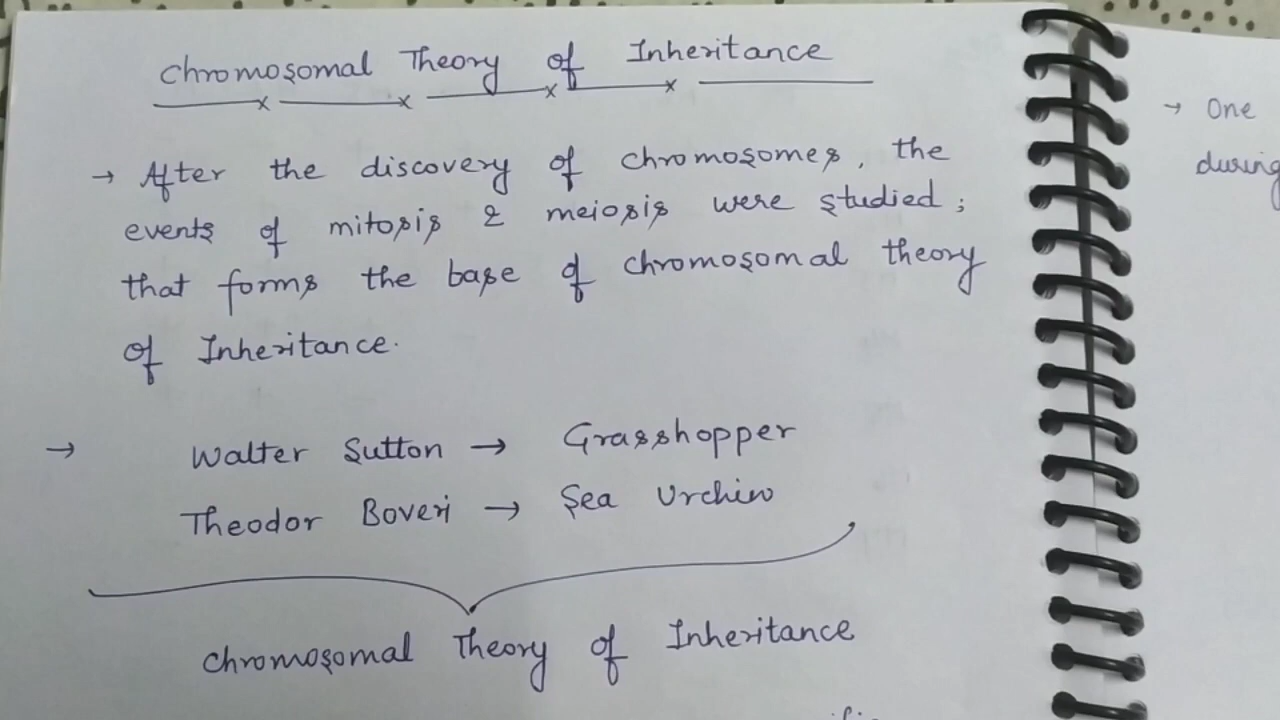 Chromosomal Theory of Inheritance
→ After the discovery of chromosomes, the
events of mitosis & meiosis were studied;
that forms the base of chromosomal theory
of Inheritance.
→ Walter Sutton → Grasshopper
Theodor Boveri → Sea Urchin
Chromosomal Theory of Inheritance
→ One
during